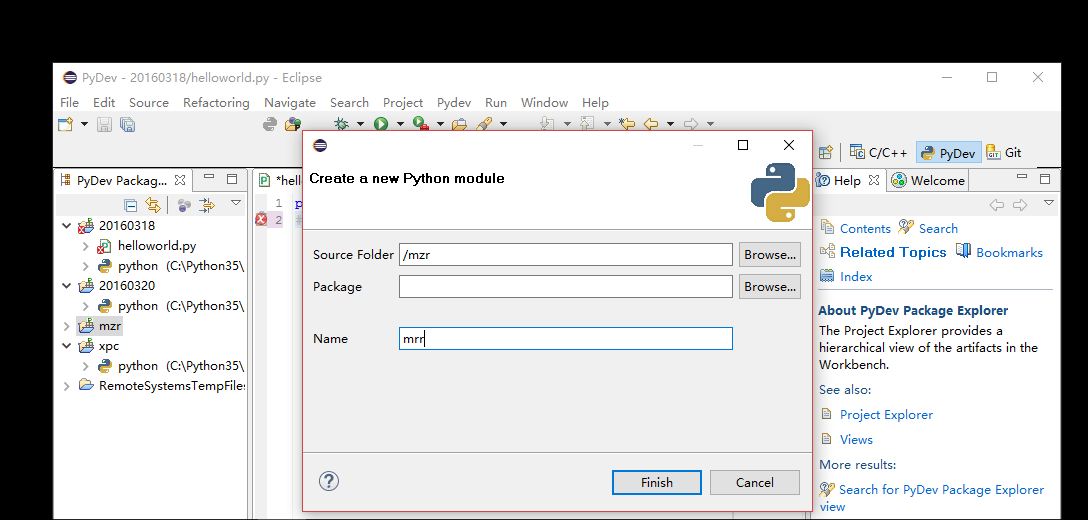 PyDev - 20160318/helloworld.py - Eclipse
File Edit Source Refactoring Navigate Search Project Pydev Run Window Help
C/C++ PyDev Git
PyDev Packag...
20160318
helloworld.py
python (C:\Python35\
20160320
python (C:\Python35\
mzr
xpc
python (C:\Python35\
RemoteSystemsTempFiles
*hell
1 p
2 #
Create a new Python module
Source Folder /mzr Browse...
Package Browse...
Name mrr
Finish Cancel
Help Welcome
Contents Search
Related Topics Bookmarks
Index
About PyDev Package Explorer
The Project Explorer provides a
hierarchical view of the artifacts in the
Workbench.
See also:
Project Explorer
Views
More results:
Search for PyDev Package Explorer
view